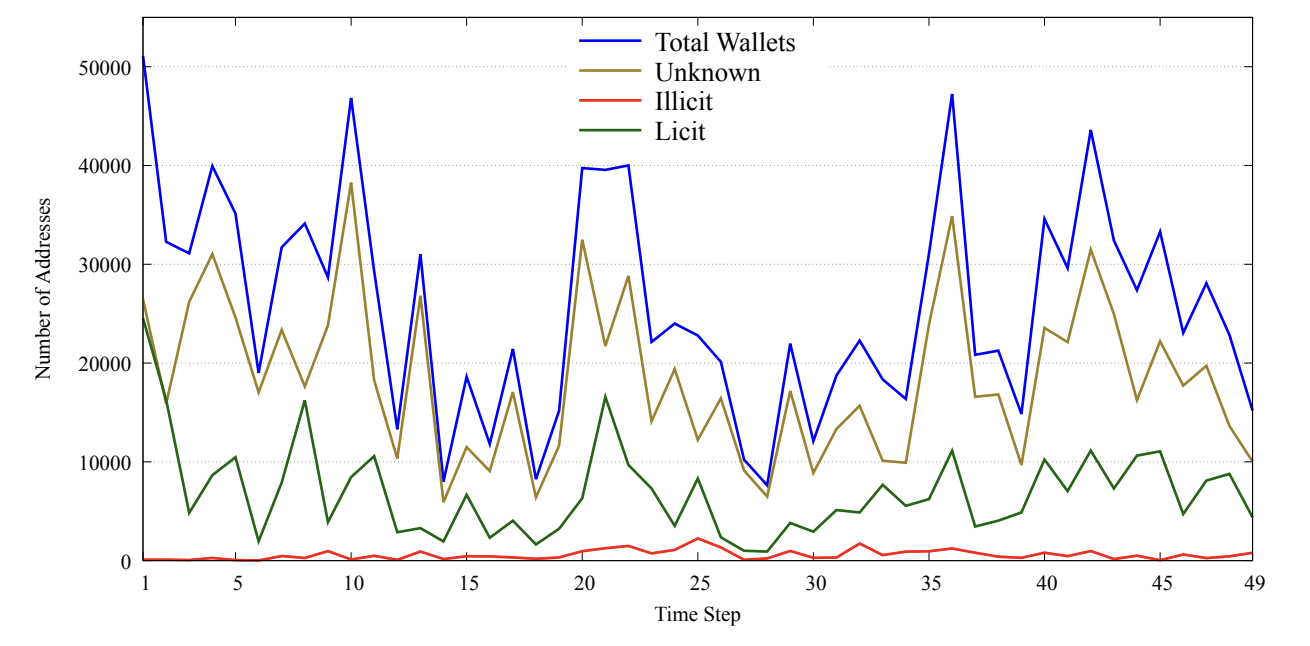 Total Wallets
Unknown
Illicit
Licit
50000
40000
30000
20000
10000
0
Number of Addresses
1 5 10 15 20 25 30 35 40 45 49
Time Step